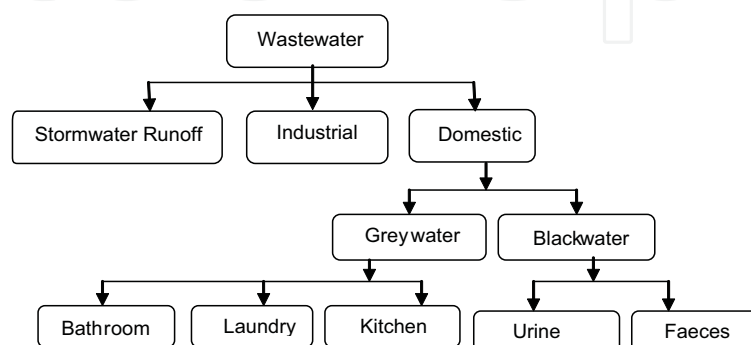 Wastewater
Stormwater Runoff
Industrial
Domestic
Greywater
Blackwater
Bathroom
Laundry
Kitchen
Urine
Faeces